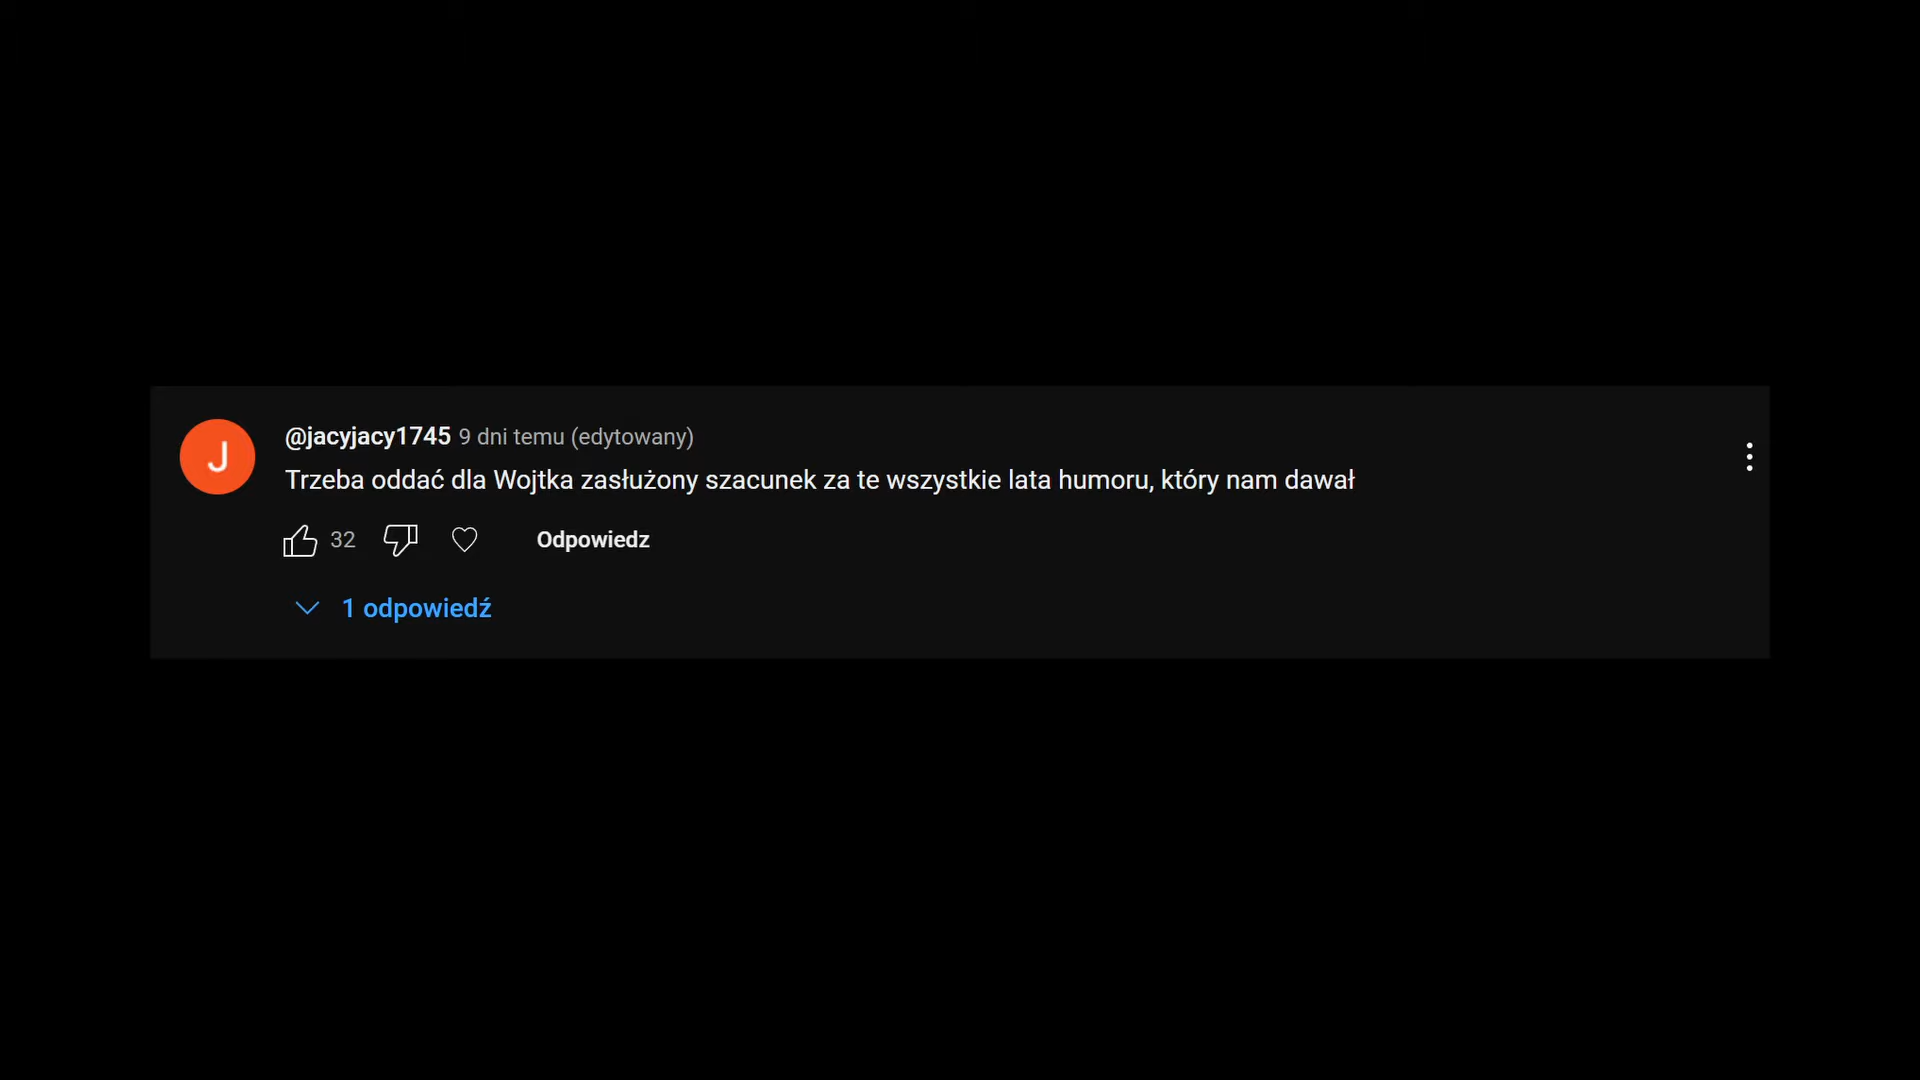 J
@jacyjacy1745 9 dni temu (edytowany)
Trzeba oddać dla Wojtka zasłużony szacunek za te wszystkie lata humoru, który nam dawał
32 Odpowiedz
1 odpowiedź